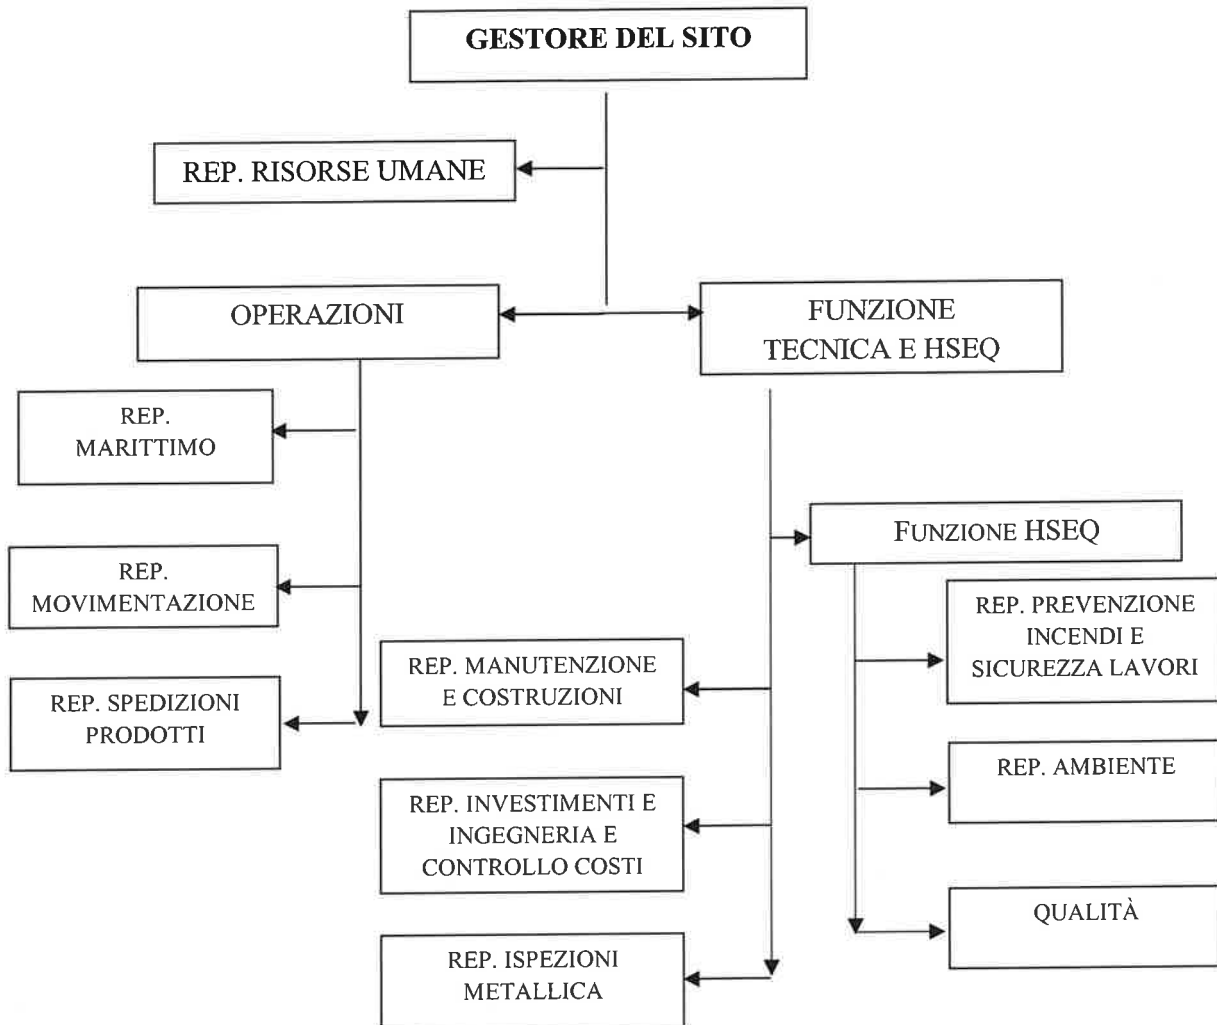 GESTORE DEL SITO
REP. RISORSE UMANE
OPERAZIONI
FUNZIONE
TECNICA E HSEQ
REP.
MARITTIMO
FUNZIONE HSEQ
REP.
MOVIMENTAZIONE
REP. PREVENZIONE
INCENDI E
SICUREZZA LAVORI
REP. MANUTENZIONE
E COSTRUZIONI
REP. SPEDIZIONI
PRODOTTI
REP. AMBIENTE
REP. INVESTIMENTI E
INGEGNERIA E
CONTROLLO COSTI
QUALITÀ
REP. ISPEZIONI
METALLICA